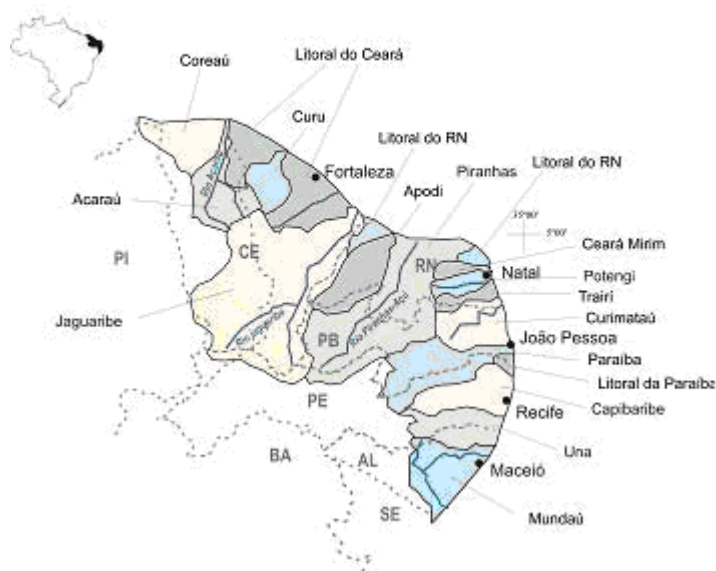 Coreaú
Litoral do Ceará
Curu
Litoral do RN
Fortaleza
Piranhas
Litoral do RN
Apodi
Acaraú
CE
RN
Ceará Mirim
PI
Natal
Potengi
Trairí
Jaguaribe
Curimataú
PB
João Pessoa
Paraíba
Litoral da Paraíba
PE
Recife
Capibaribe
Una
BA
AL
Maceió
SE
Mundaú